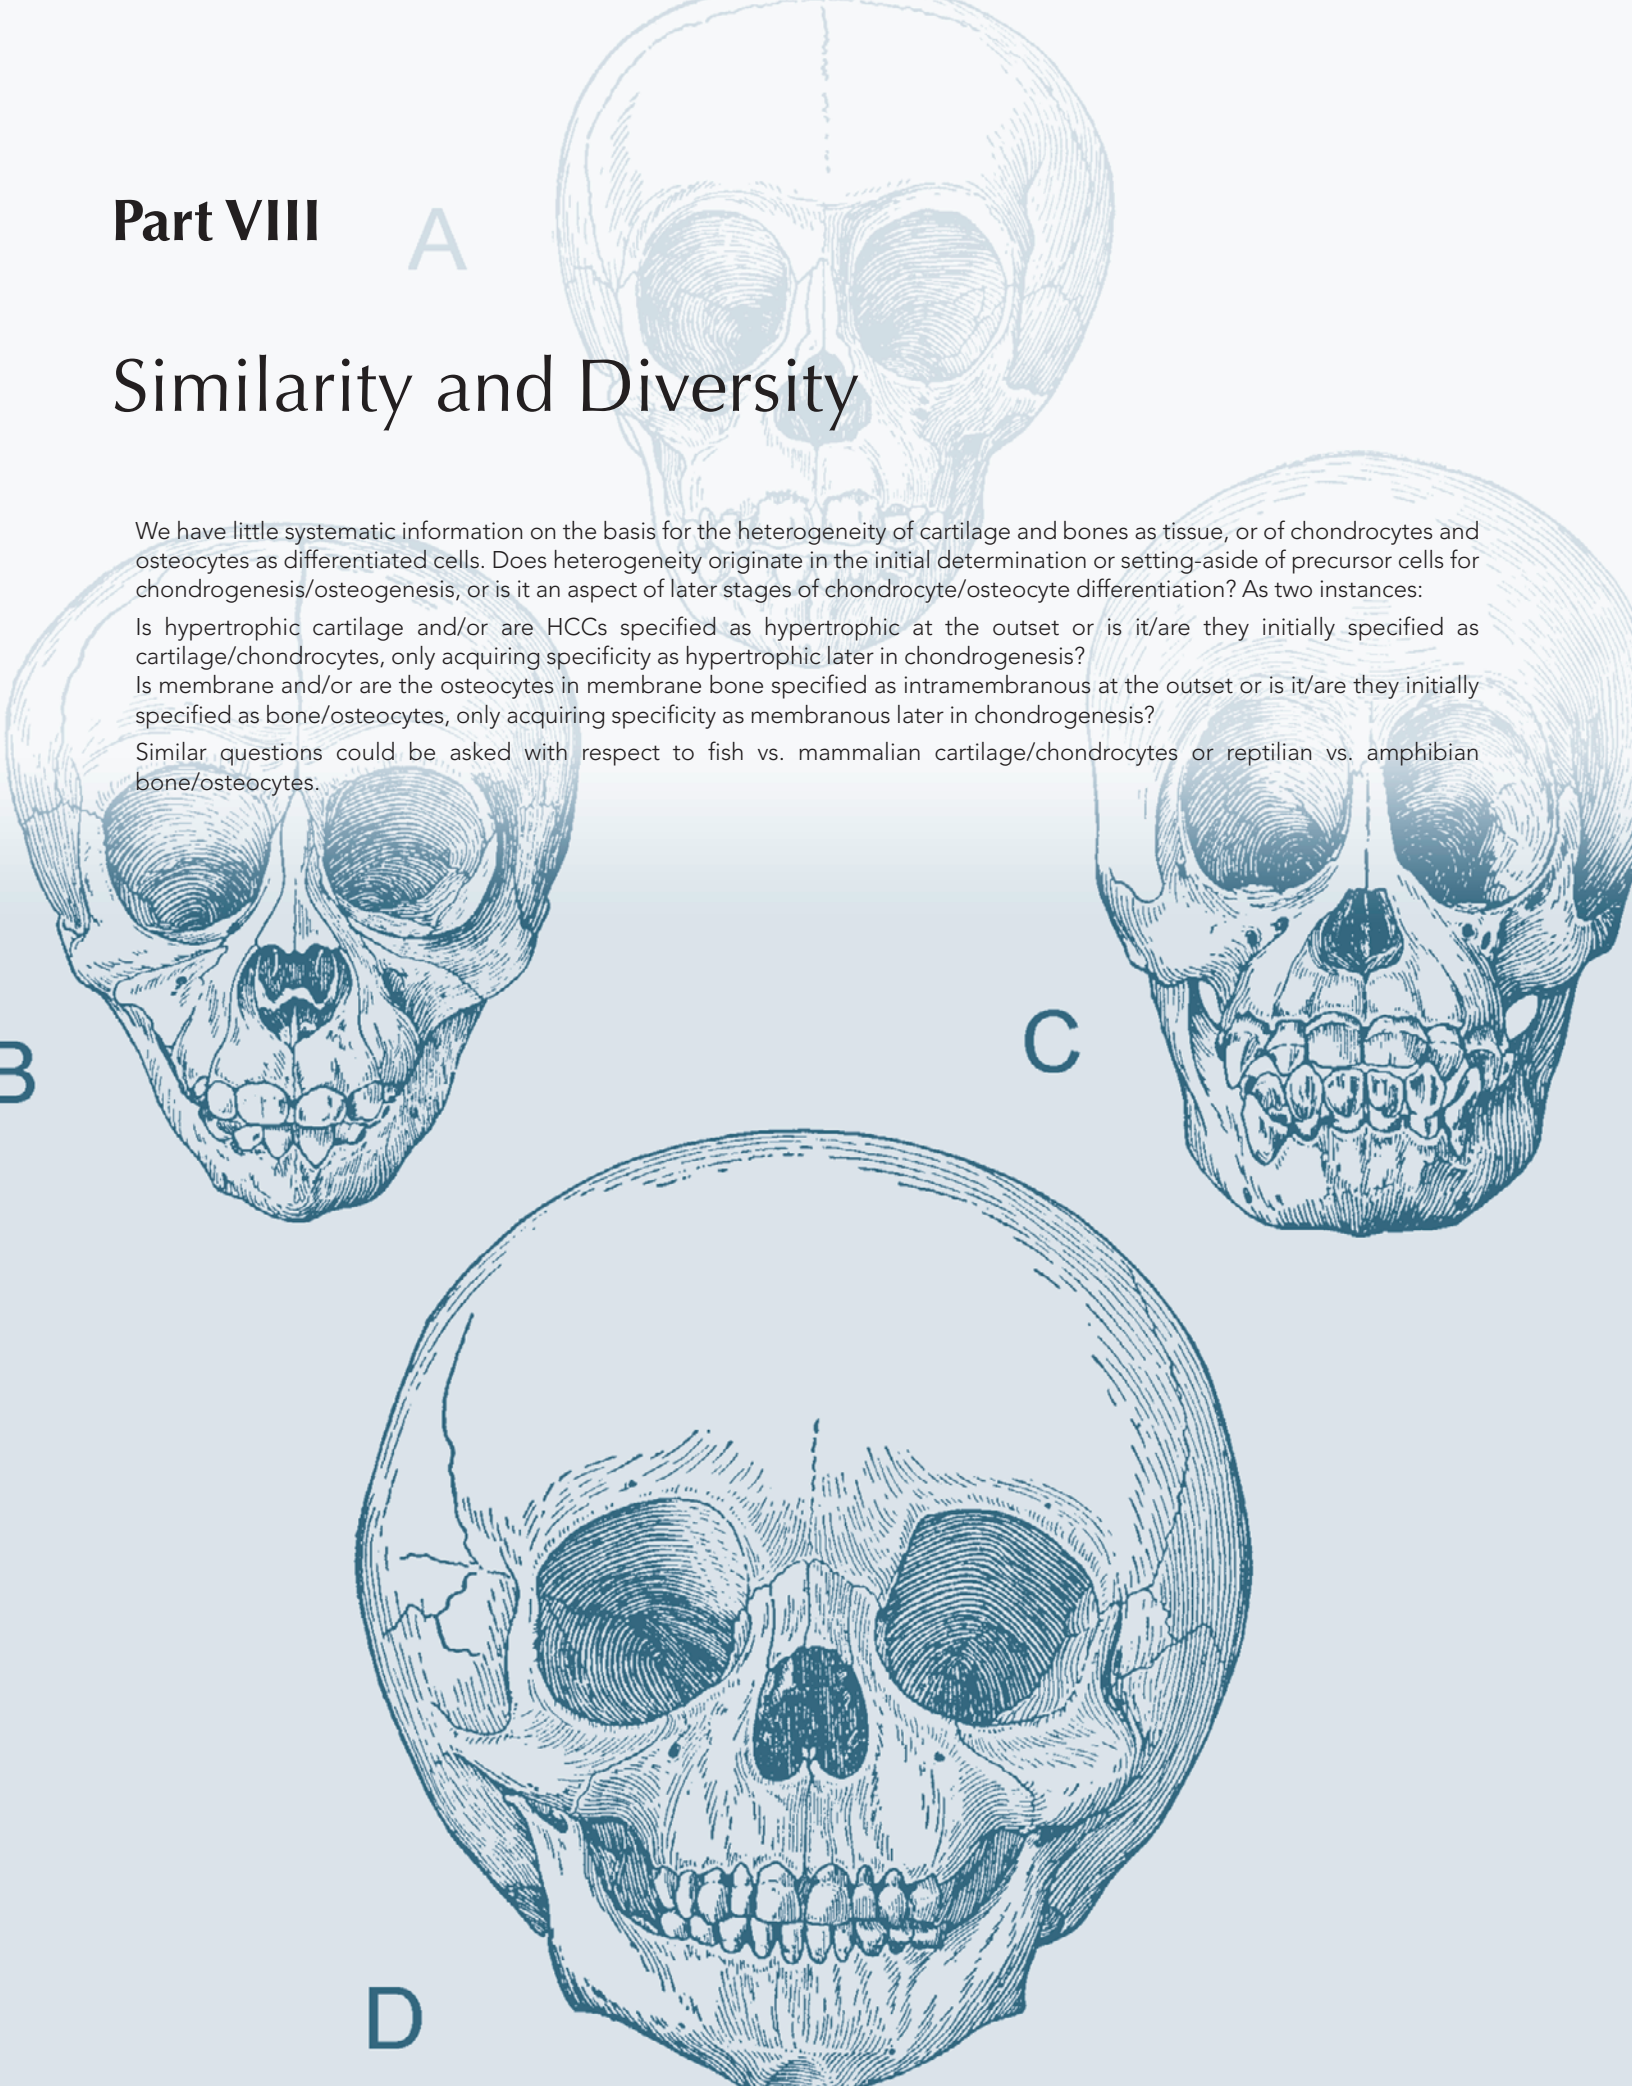 Part VIII
A
Similarity and Diversity
We have little systematic information on the basis for the heterogeneity of cartilage and bones as tissue, or of chondrocytes and
osteocytes as differentiated cells. Does heterogeneity originate in the initial determination or setting-aside of precursor cells for
chondrogenesis/osteogenesis, or is it an aspect of later stages of chondrocyte/osteocyte differentiation? As two instances:
Is hypertrophic cartilage and/or are HCCs specified as hypertrophic at the outset or is it/are they initially specified as
cartilage/chondrocytes, only acquiring specificity as hypertrophic later in chondrogenesis?
Is membrane and/or are the osteocytes in membrane bone specified as intramembranous at the outset or is it/are they initially
specified as bone/osteocytes, only acquiring specificity as membranous later in chondrogenesis?
Similar questions could be asked with respect to fish vs. mammalian cartilage/chondrocytes or reptilian vs. amphibian
bone/osteocytes.
B
C
D